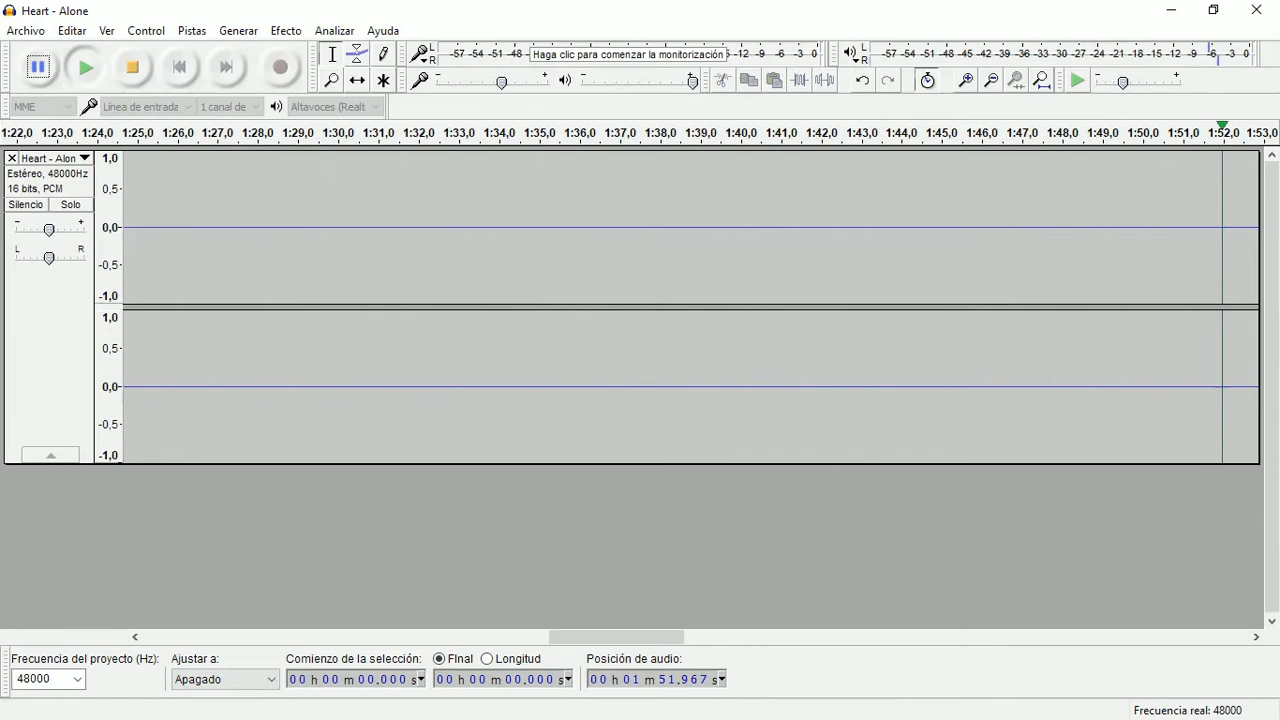 Heart - Alone
Archivo Editar Ver Control Pistas Generar Efecto Analizar Ayuda
L R -57 -54 -51 -48 Haga clic para comenzar la monitorización -12 -9 -6 -3 0
L R -57 -54 -51 -48 -45 -42 -39 -36 -33 -30 -27 -24 -21 -18 -15 -12 -9 -6 -3 0
- + - + - +
MME Línea de entrada 1 canal de Altavoces (Realt
1:22,0 1:23,0 1:24,0 1:25,0 1:26,0 1:27,0 1:28,0 1:29,0 1:30,0 1:31,0 1:32,0 1:33,0 1:34,0 1:35,0 1:36,0 1:37,0 1:38,0 1:39,0 1:40,0 1:41,0 1:42,0 1:43,0 1:44,0 1:45,0 1:46,0 1:47,0 1:48,0 1:49,0 1:50,0 1:51,0 1:52,0 1:53,0
Heart - Alon
Estéreo, 48000Hz
16 bits, PCM
Silencio Solo
- +
L R
1,0
0,5
0,0
-0,5
-1,0
1,0
0,5
0,0
-0,5
-1,0
Frecuencia del proyecto (Hz): Ajustar a: Comienzo de la selección: FInal Longitud Posición de audio:
48000 Apagado 00 h 00 m 00.000 s 00 h 00 m 00.000 s 00 h 01 m 51.967 s
Frecuencia real: 48000